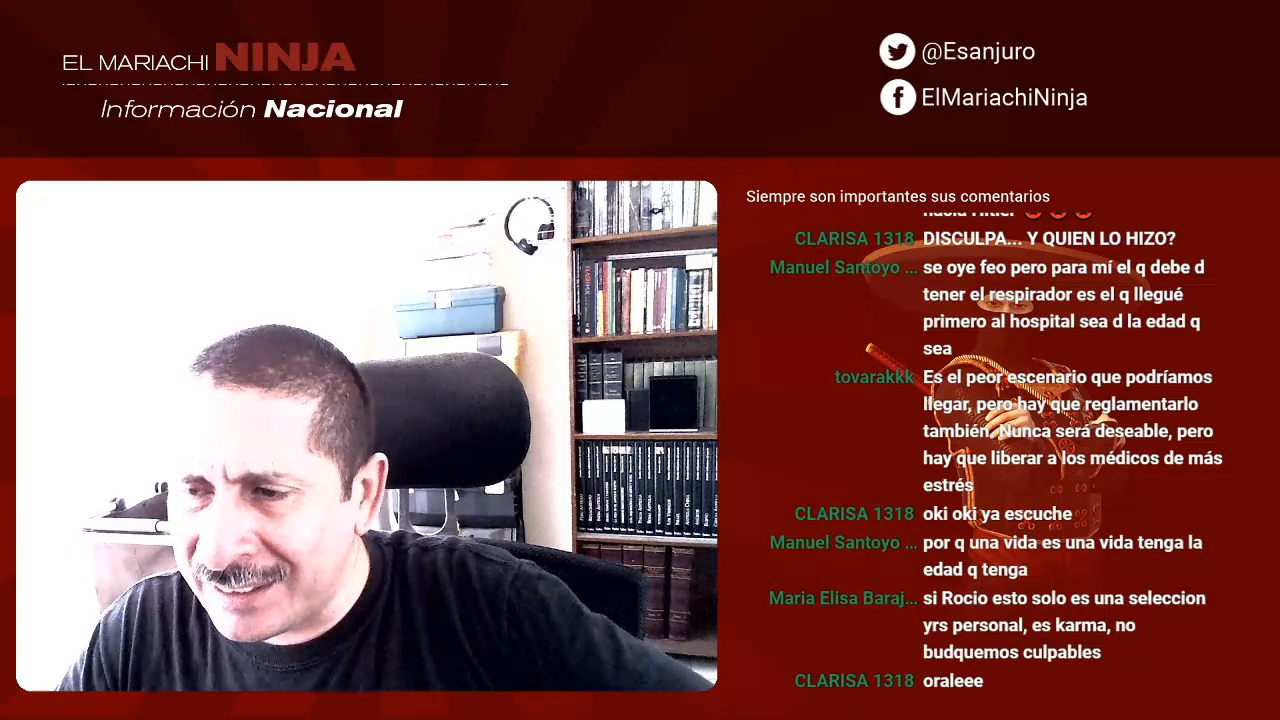 EL MARIACHI NINJA
Información Nacional
@Esanjuro
ElMariachiNinja
Siempre son importantes sus comentarios
CLARISA 1318 DISCULPA... Y QUIEN LO HIZO?
Manuel Santoyo ... se oye feo pero para mí el q debe d
tener el respirador es el q llegué
primero al hospital sea d la edad q
sea
tovarakkk Es el peor escenario que podríamos
llegar, pero hay que reglamentarlo
también, Nunca será deseable, pero
hay que liberar a los médicos de más
estrés
CLARISA 1318 oki oki ya escuche
Manuel Santoyo ... por q una vida es una vida tenga la
edad q tenga
Maria Elisa Baraj... si Rocio esto solo es una seleccion
yrs personal, es karma, no
budquemos culpables
CLARISA 1318 oraleee